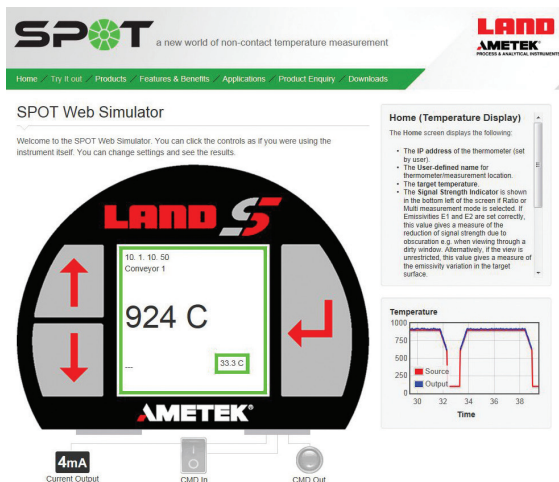 SPOT a new world of non-contact temperature measurement
LAND
AMETEK®
PROCESS & ANALYTICAL INSTRUMENTS
Home / Try it out / Products / Features & Benefits / Applications / Product Enquiry / Downloads
SPOT Web Simulator
Welcome to the SPOT Web Simulator. You can click the controls as if you were using the
instrument itself. You can change settings and see the results.
LAND
10. 1. 10. 50
Conveyor 1
924 C
---
33.3 C
AMETEK®
4mA
Current Output
CMD In
CMD Out
Home (Temperature Display)
The Home screen displays the following:
• The IP address of the thermometer (set
by user).
• The User-defined name for
thermometer/measurement location.
• The target temperature.
• The Signal Strength Indicator is shown
in the bottom left of the screen if Ratio or
Multi measurement mode is selected. If
Emissivities E1 and E2 are set correctly,
this value gives a measure of the
reduction of signal strength due to
obscuration e.g. when viewing through a
dirty window. Alternatively, if the view is
unrestricted, this value gives a measure of
the emissivity variation in the target
surface.
Temperature
1000
750
500
250
0
Source
Output
30 32 34 36 38
Time